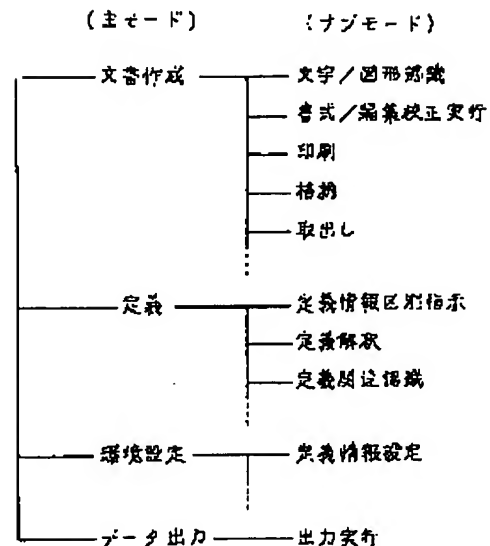 (主モード) (サブモード)
文書作成 文字/図形認識
書式/編集校正実行
印刷
格納
取出し
定義 定義情報区別指示
定義解釈
定義関連認識
環境設定 定義情報設定
データ出力 出力実行